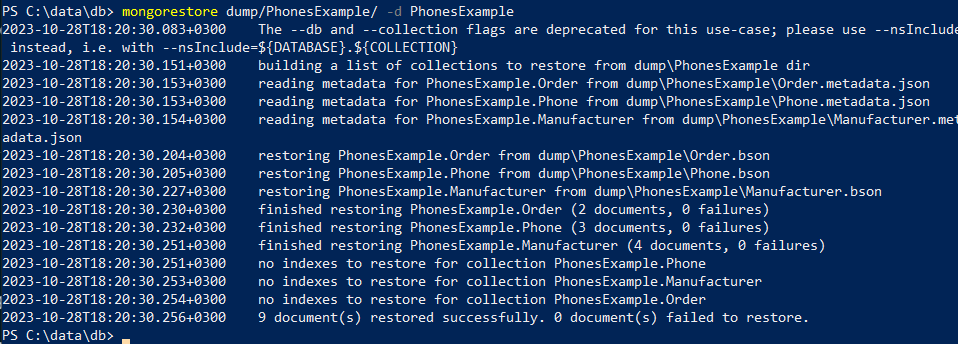 PS C:\data\db> mongorestore dump/PhonesExample/ -d PhonesExample
2023-10-28T18:20:30.083+0300    The --db and --collection flags are deprecated for this use-case; please use --nsInclude
 instead, i.e. with --nsInclude=${DATABASE}.${COLLECTION}
2023-10-28T18:20:30.151+0300    building a list of collections to restore from dump\PhonesExample dir
2023-10-28T18:20:30.153+0300    reading metadata for PhonesExample.Order from dump\PhonesExample\Order.metadata.json
2023-10-28T18:20:30.153+0300    reading metadata for PhonesExample.Phone from dump\PhonesExample\Phone.metadata.json
2023-10-28T18:20:30.154+0300    reading metadata for PhonesExample.Manufacturer from dump\PhonesExample\Manufacturer.met
adata.json
2023-10-28T18:20:30.204+0300    restoring PhonesExample.Order from dump\PhonesExample\Order.bson
2023-10-28T18:20:30.205+0300    restoring PhonesExample.Phone from dump\PhonesExample\Phone.bson
2023-10-28T18:20:30.227+0300    restoring PhonesExample.Manufacturer from dump\PhonesExample\Manufacturer.bson
2023-10-28T18:20:30.230+0300    finished restoring PhonesExample.Order (2 documents, 0 failures)
2023-10-28T18:20:30.232+0300    finished restoring PhonesExample.Phone (3 documents, 0 failures)
2023-10-28T18:20:30.251+0300    finished restoring PhonesExample.Manufacturer (4 documents, 0 failures)
2023-10-28T18:20:30.251+0300    no indexes to restore for collection PhonesExample.Phone
2023-10-28T18:20:30.253+0300    no indexes to restore for collection PhonesExample.Manufacturer
2023-10-28T18:20:30.254+0300    no indexes to restore for collection PhonesExample.Order
2023-10-28T18:20:30.256+0300    9 document(s) restored successfully. 0 document(s) failed to restore.
PS C:\data\db>